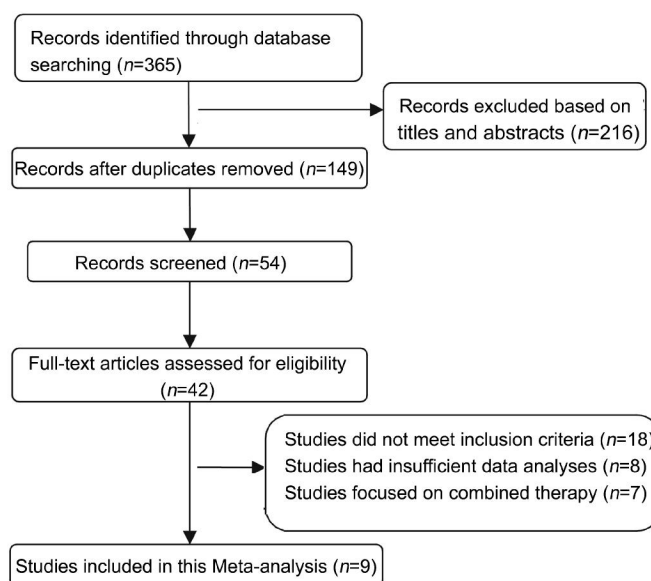 Records identified through database
searching (n=365)
Records excluded based on
titles and abstracts (n=216)
Records after duplicates removed (n=149)
Records screened (n=54)
Full-text articles assessed for eligibility
(n=42)
Studies did not meet inclusion criteria (n=18)
Studies had insufficient data analyses (n=8)
Studies focused on combined therapy (n=7)
Studies included in this Meta-analysis (n=9)